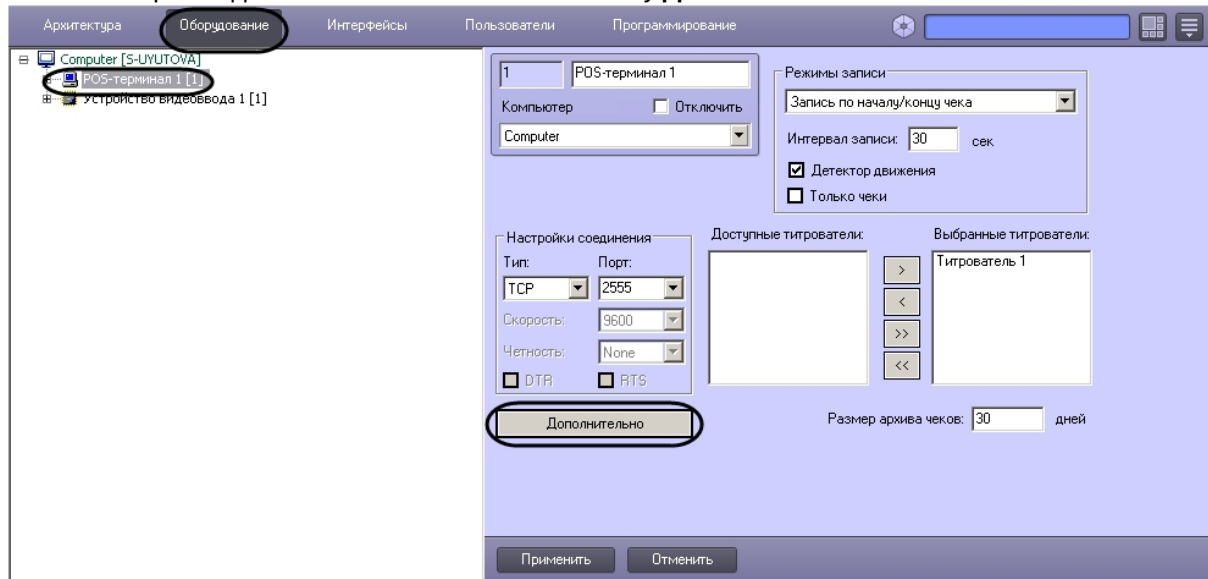 Архитектура Оборудование Интерфейсы Пользователи Программирование
Computer [S-UYUTOVA]
POS-терминал 1 [1]
Устройство видеоввода 1 [1]
1 POS-терминал 1
Компьютер Отключить
Computer
Режимы записи
Запись по началу/концу чека
Интервал записи: 30 сек
Детектор движения
Только чеки
Настройки соединения
Тип: Порт:
TCP 2555
Скорость: 9600
Четность: None
DTR RTS
Доступные титрователи: Выбранные титрователи:
Титрователь 1
>
<
>>
<<
Дополнительно
Размер архива чеков: 30 дней
Применить Отменить